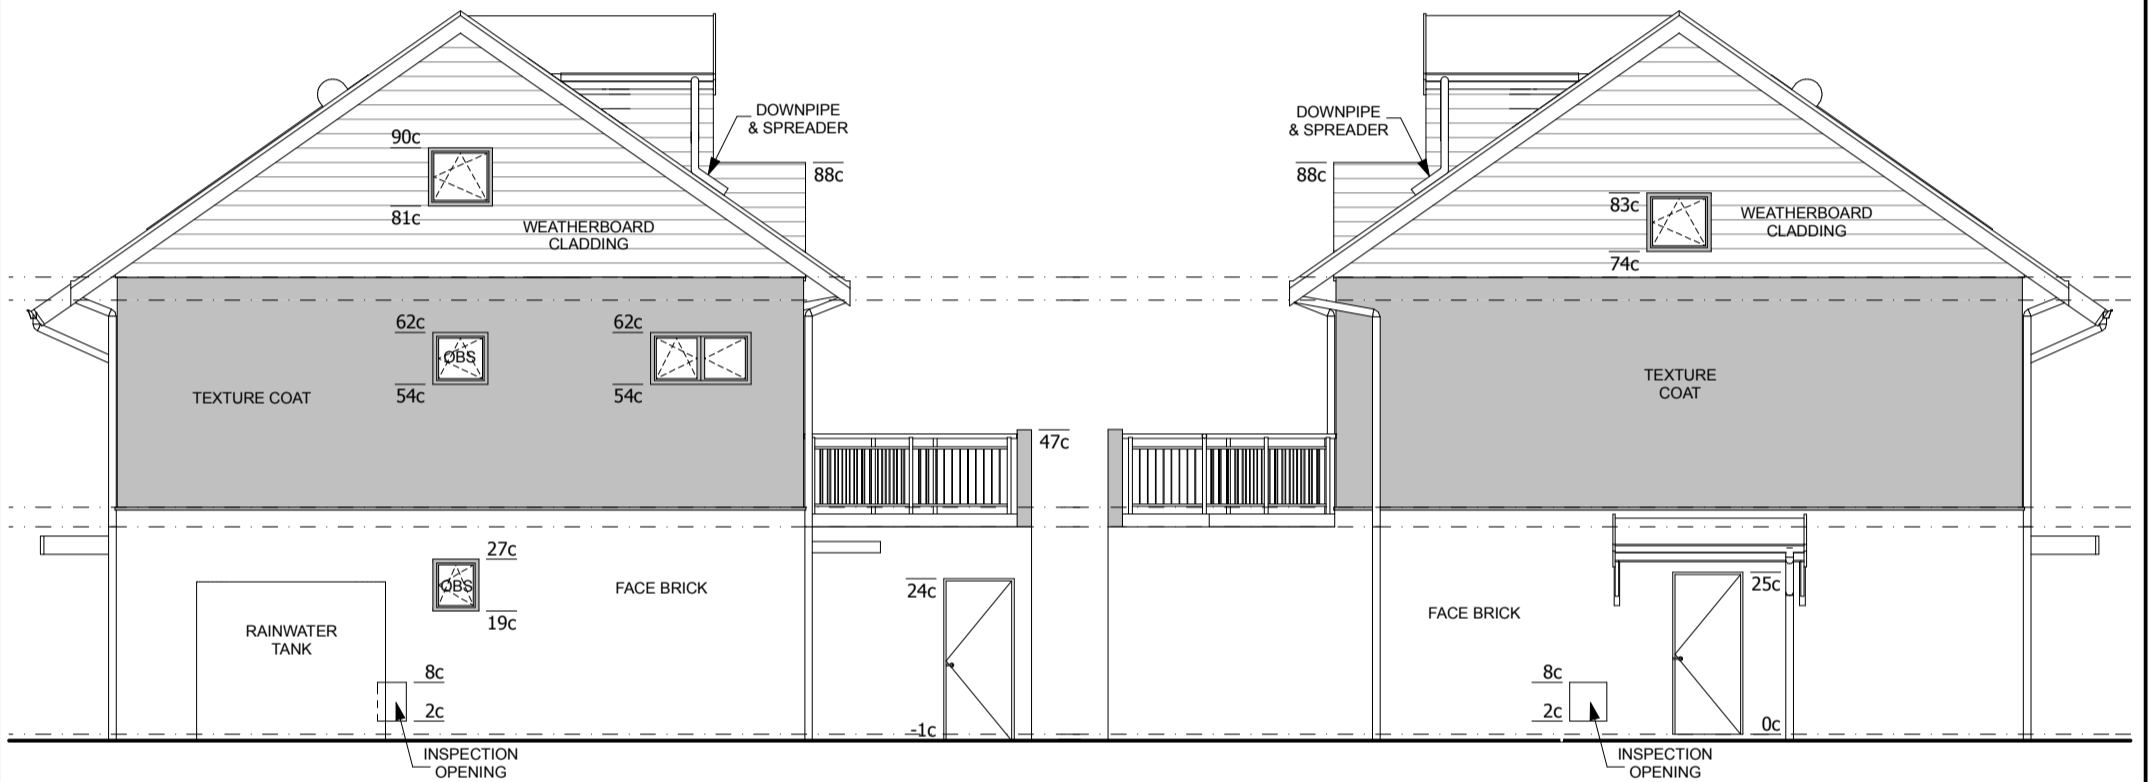 DOWNPIPE
& SPREADER
90c
88c
81c
WEATHERBOARD
CLADDING
62c
62c
OBS
TEXTURE COAT
54c
54c
47c
27c
OBS
FACE BRICK
24c
19c
RAINWATER
TANK
8c
2c
-1c
INSPECTION
OPENING
DOWNPIPE
& SPREADER
88c
83c
WEATHERBOARD
CLADDING
74c
TEXTURE
COAT
25c
FACE BRICK
8c
2c
0c
INSPECTION
OPENING